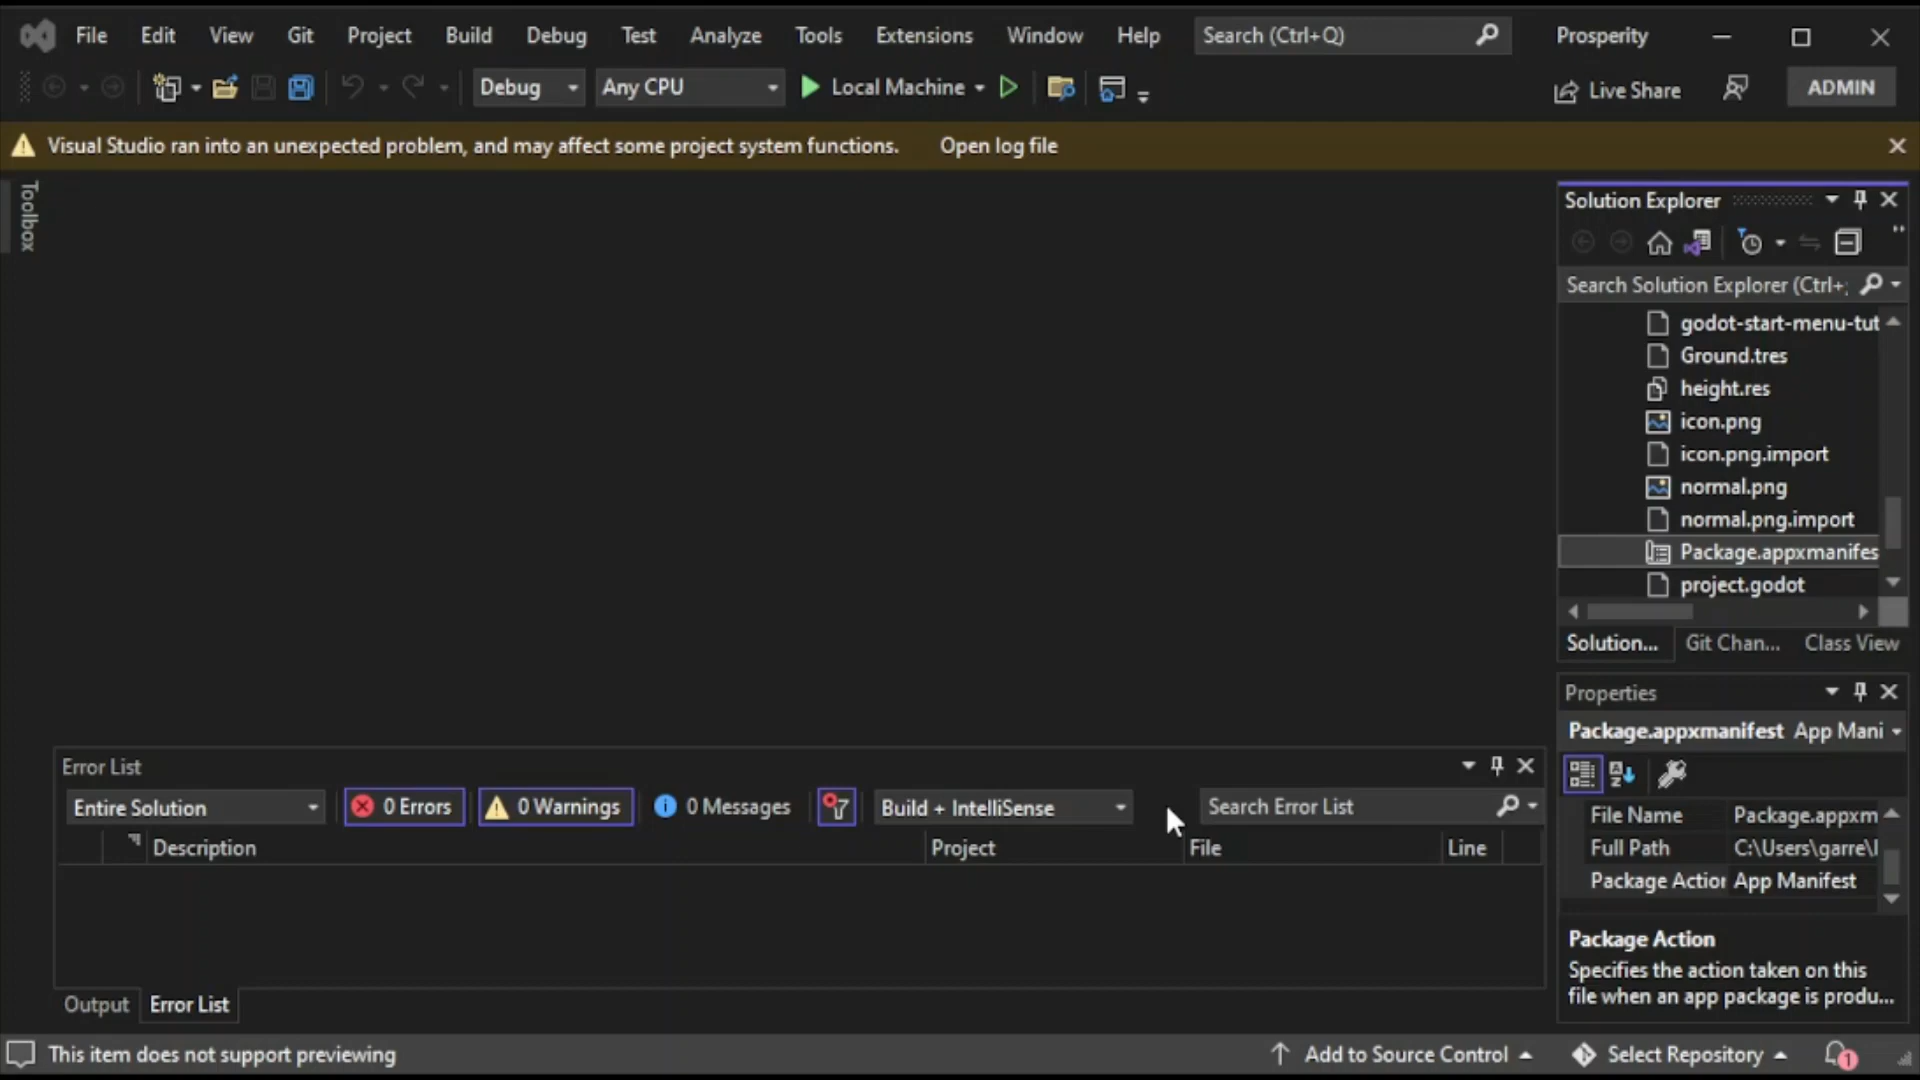 File Edit View Git Project Build Debug Test Analyze Tools Extensions Window Help Search (Ctrl+Q) Prosperity
Debug Any CPU Local Machine Live Share ADMIN
Visual Studio ran into an unexpected problem, and may affect some project system functions. Open log file
Toolbox
Solution Explorer
Search Solution Explorer (Ctrl+;
godot-start-menu-tut
Ground.tres
height.res
icon.png
icon.png.import
normal.png
normal.png.import
Package.appxmanifes
project.godot
Solution... Git Chan... Class View
Properties
Package.appxmanifest App Mani
File Name Package.appxm
Full Path C:\Users\garre\
Package Action App Manifest
Package Action
Specifies the action taken on this
file when an app package is produ...
Error List
Entire Solution 0 Errors 0 Warnings 0 Messages Build + IntelliSense Search Error List
Description Project File Line
Output Error List
This item does not support previewing Add to Source Control Select Repository 1